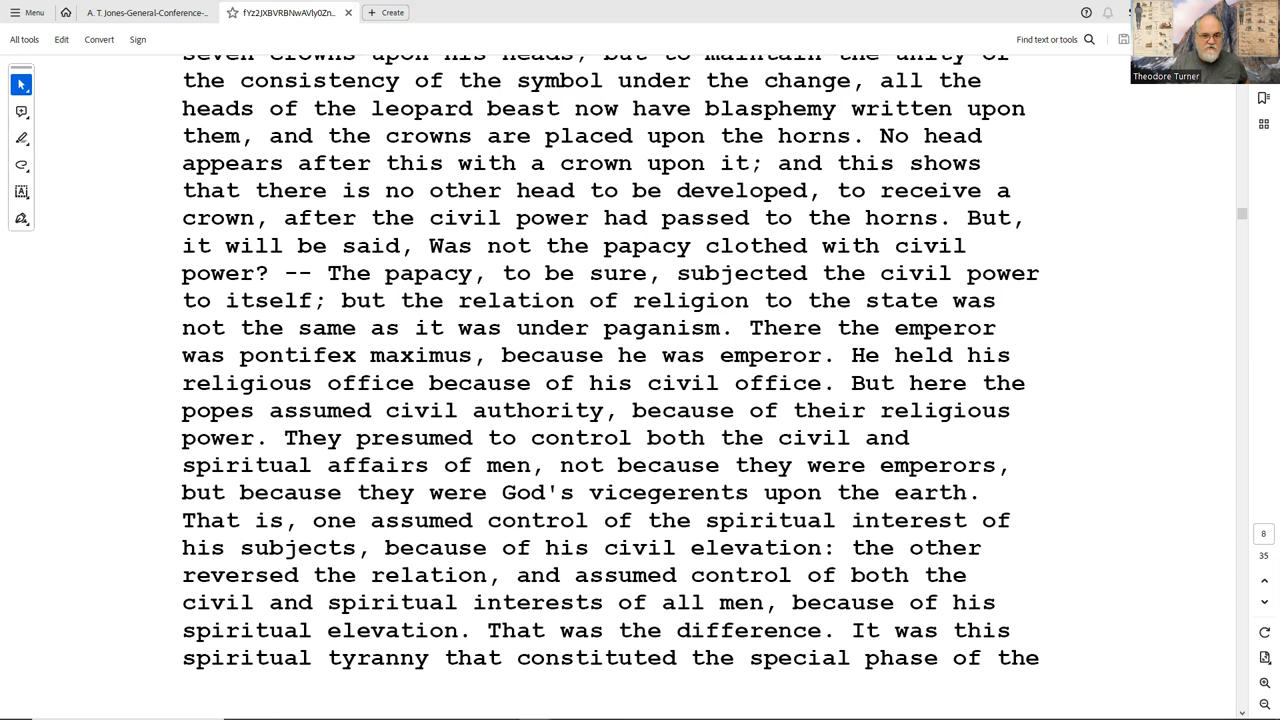 Menu
A. T. Jones-General-Conference-...
fYz2JXBVRBNwAVly0Zn...
Create
All tools
Edit
Convert
Sign
Find text or tools
Theodore Turner
seven crowns upon his heads, but to maintain the unity or
the consistency of the symbol under the change, all the
heads of the leopard beast now have blasphemy written upon
them, and the crowns are placed upon the horns. No head
appears after this with a crown upon it; and this shows
that there is no other head to be developed, to receive a
crown, after the civil power had passed to the horns. But,
it will be said, Was not the papacy clothed with civil
power? -- The papacy, to be sure, subjected the civil power
to itself; but the relation of religion to the state was
not the same as it was under paganism. There the emperor
was pontifex maximus, because he was emperor. He held his
religious office because of his civil office. But here the
popes assumed civil authority, because of their religious
power. They presumed to control both the civil and
spiritual affairs of men, not because they were emperors,
but because they were God's vicegerents upon the earth.
That is, one assumed control of the spiritual interest of
his subjects, because of his civil elevation: the other
reversed the relation, and assumed control of both the
civil and spiritual interests of all men, because of his
spiritual elevation. That was the difference. It was this
spiritual tyranny that constituted the special phase of the
8
35